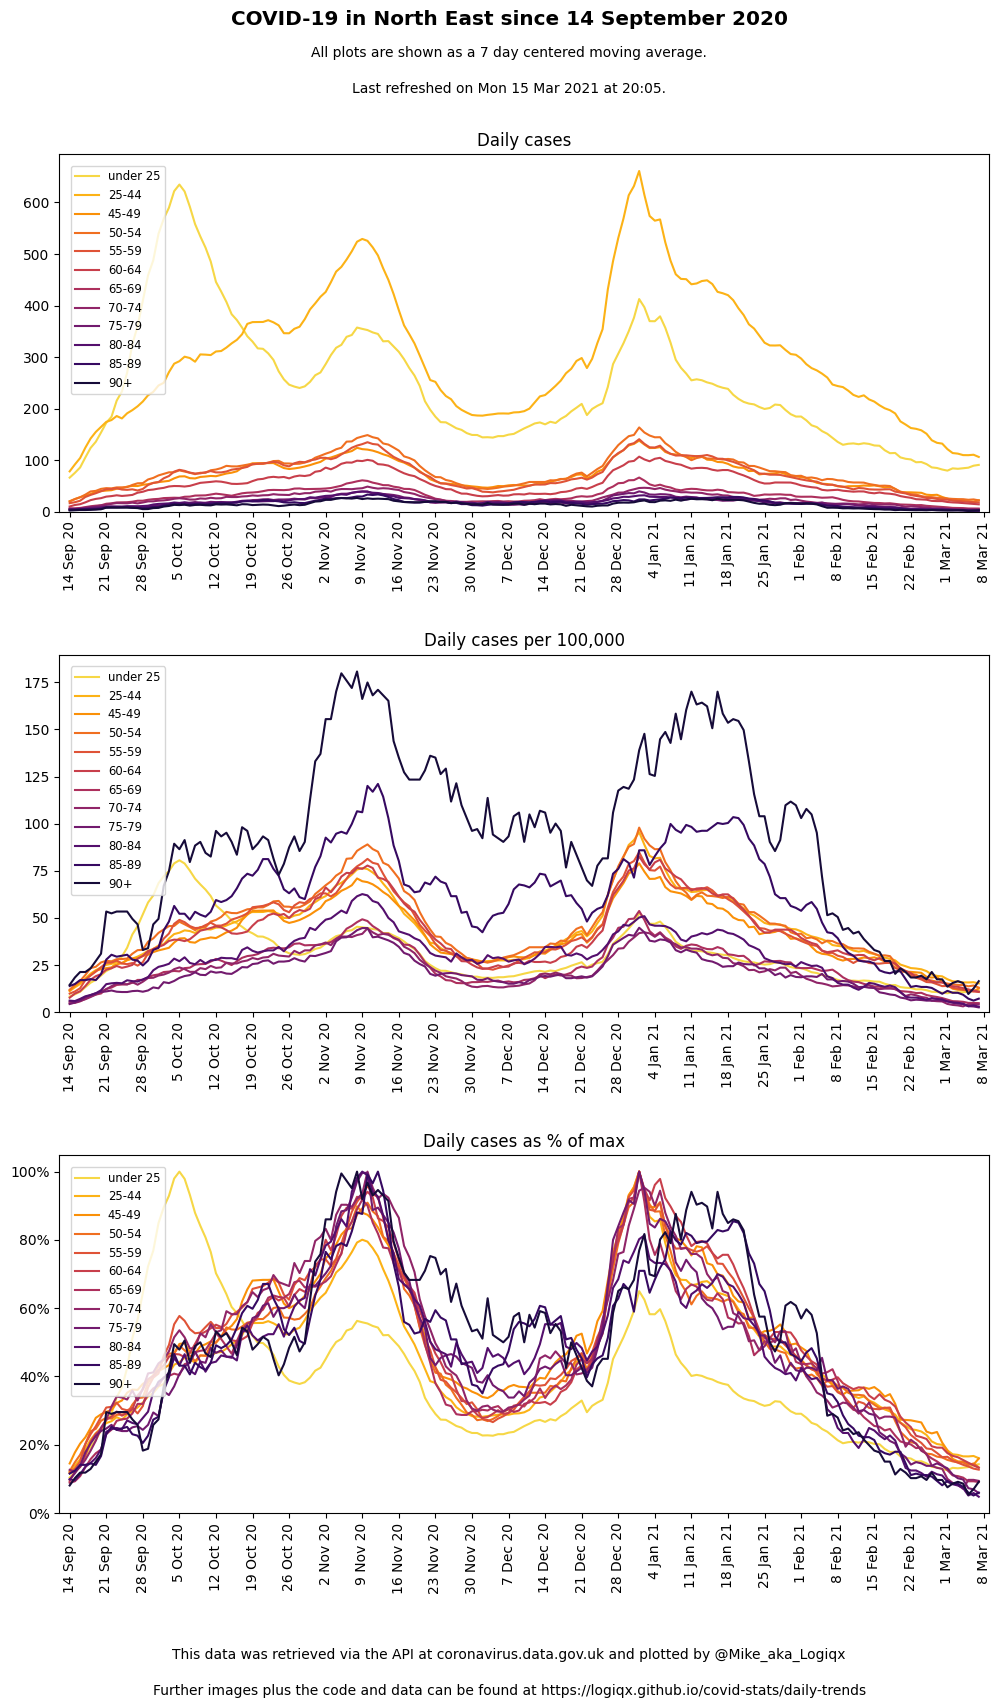 COVID-19 in North East since 14 September 2020
All plots are shown as a 7 day centered moving average.
Last refreshed on Mon 15 Mar 2021 at 20:05.
Daily cases
600
500
400
300
200
100
0
under 25
25-44
45-49
50-54
55-59
60-64
65-69
70-74
75-79
80-84
85-89
90+
14 Sep 20
21 Sep 20
28 Sep 20
5 Oct 20
12 Oct 20
19 Oct 20
26 Oct 20
2 Nov 20
9 Nov 20
16 Nov 20
23 Nov 20
30 Nov 20
7 Dec 20
14 Dec 20
21 Dec 20
28 Dec 20
4 Jan 21
11 Jan 21
18 Jan 21
25 Jan 21
1 Feb 21
8 Feb 21
15 Feb 21
22 Feb 21
1 Mar 21
8 Mar 21
Daily cases per 100,000
175
150
125
100
75
50
25
0
under 25
25-44
45-49
50-54
55-59
60-64
65-69
70-74
75-79
80-84
85-89
90+
14 Sep 20
21 Sep 20
28 Sep 20
5 Oct 20
12 Oct 20
19 Oct 20
26 Oct 20
2 Nov 20
9 Nov 20
16 Nov 20
23 Nov 20
30 Nov 20
7 Dec 20
14 Dec 20
21 Dec 20
28 Dec 20
4 Jan 21
11 Jan 21
18 Jan 21
25 Jan 21
1 Feb 21
8 Feb 21
15 Feb 21
22 Feb 21
1 Mar 21
8 Mar 21
Daily cases as % of max
100%
80%
60%
40%
20%
0%
under 25
25-44
45-49
50-54
55-59
60-64
65-69
70-74
75-79
80-84
85-89
90+
14 Sep 20
21 Sep 20
28 Sep 20
5 Oct 20
12 Oct 20
19 Oct 20
26 Oct 20
2 Nov 20
9 Nov 20
16 Nov 20
23 Nov 20
30 Nov 20
7 Dec 20
14 Dec 20
21 Dec 20
28 Dec 20
4 Jan 21
11 Jan 21
18 Jan 21
25 Jan 21
1 Feb 21
8 Feb 21
15 Feb 21
22 Feb 21
1 Mar 21
8 Mar 21
This data was retrieved via the API at coronavirus.data.gov.uk and plotted by @Mike_aka_Logiqx
Further images plus the code and data can be found at https://logiqx.github.io/covid-stats/daily-trends